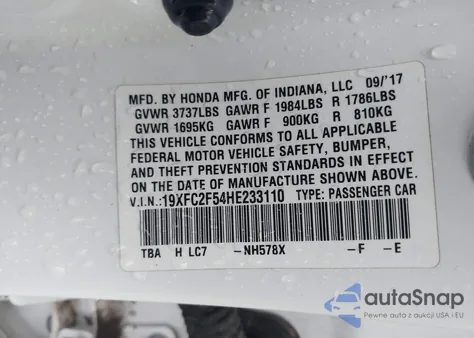 MFD. BY HONDA MFG. OF INDIANA, LLC 09/'17
GVWR 3737LBS GAWR F 1984LBS R 1786LBS
GVWR 1695KG GAWR F 900KG R 810KG
THIS VEHICLE CONFORMS TO ALL APPLICABLE
FEDERAL MOTOR VEHICLE SAFETY, BUMPER,
AND THEFT PREVENTION STANDARDS IN EFFECT
ON THE DATE OF MANUFACTURE SHOWN ABOVE.
V.I.N.:19XFC2F54HE233110 TYPE: PASSENGER CAR
TBA H LC7 -NH578X -F -E
autoSnap
Pewne auta z aukcji USA i EU